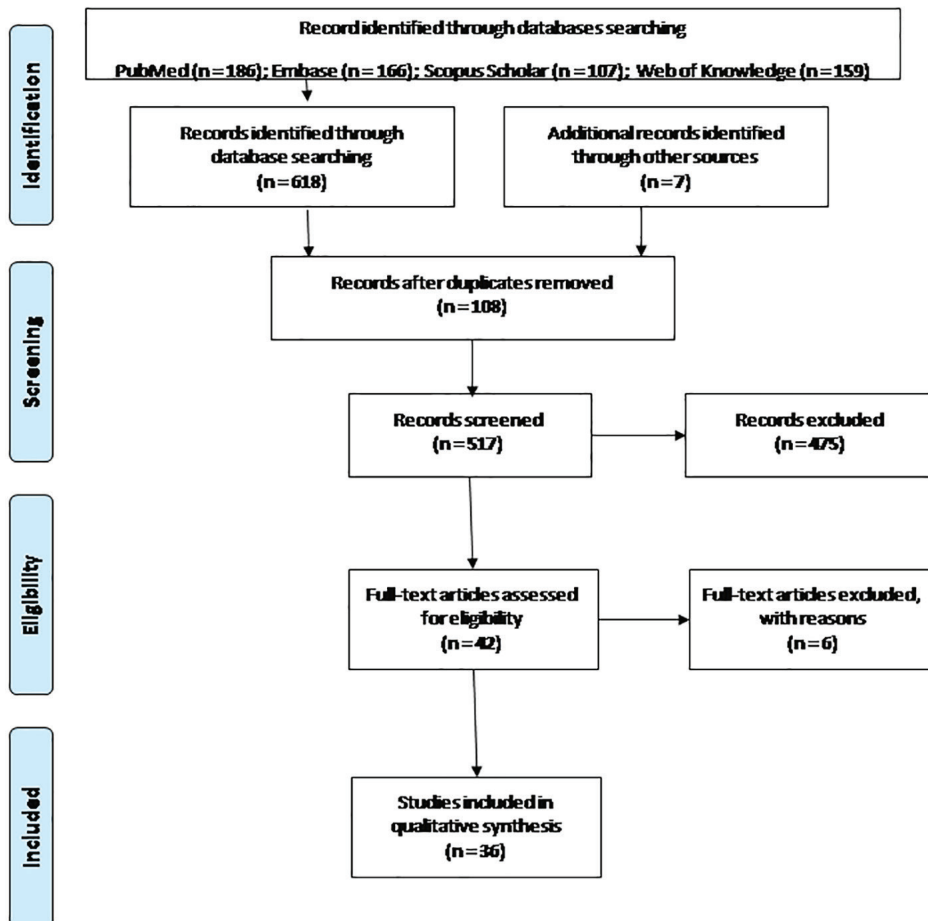 Record identified through databases searching
PubMed (n=186); Embase (n=166); Scopus Scholar (n=107); Web of Knowledge (n=159)
Identification
Records identified through
database searching
(n=618)
Additional records identified
through other sources
(n=7)
Screening
Records after duplicates removed
(n=108)
Records screened
(n=517)
Records excluded
(n=475)
Eligibility
Full-text articles assessed
for eligibility
(n=42)
Full-text articles excluded,
with reasons
(n=6)
Included
Studies included in
qualitative synthesis
(n=36)